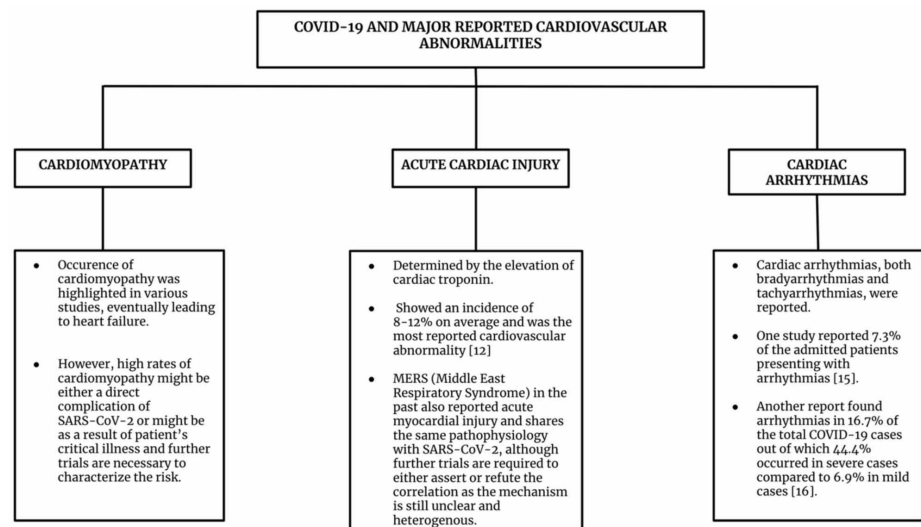 COVID-19 AND MAJOR REPORTED CARDIOVASCULAR
ABNORMALITIES
CARDIOMYOPATHY
• Occurence of
cardiomyopathy was
highlighted in various
studies, eventually leading
to heart failure.
• However, high rates of
cardiomyopathy might be
either a direct
complication of
SARS-CoV-2 or might be
as a result of patient's
critical illness and further
trials are necessary to
characterize the risk.
ACUTE CARDIAC INJURY
• Determined by the elevation of
cardiac troponin.
• Showed an incidence of
8-12% on average and was the
most reported cardiovascular
abnormality [12]
• MERS (Middle East
Respiratory Syndrome) in the
past also reported acute
myocardial injury and shares
the same pathophysiology
with SARS-CoV-2, although
further trials are required to
either assert or refute the
correlation as the mechanism
is still unclear and
heterogenous.
CARDIAC
ARRHYTHMIAS
• Cardiac arrhythmias, both
bradyarrhythmias and
tachyarrhythmias, were
reported.
• One study reported 7.3%
of the admitted patients
presenting with
arrhythmias [15].
• Another report found
arrhythmias in 16.7% of
the total COVID-19 cases
out of which 44.4%
occurred in severe cases
compared to 6.9% in mild
cases [16].